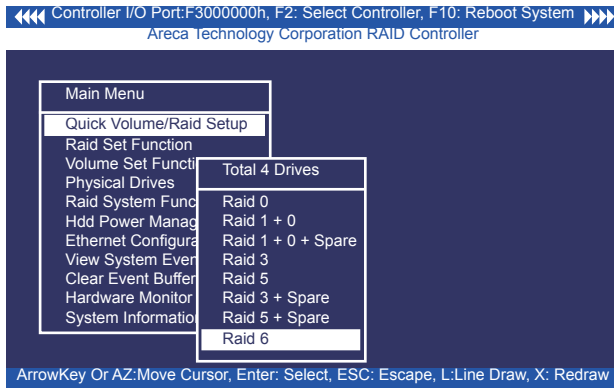 Controller I/O Port:F3000000h, F2: Select Controller, F10: Reboot System
Areca Technology Corporation RAID Controller
Main Menu
Quick Volume/Raid Setup
Raid Set Function
Volume Set Functi
Physical Drives
Raid System Func
Hdd Power Manag
Ethernet Configura
View System Even
Clear Event Buffer
Hardware Monitor
System Informatio
Total 4 Drives
Raid 0
Raid 1 + 0
Raid 1 + 0 + Spare
Raid 3
Raid 5
Raid 3 + Spare
Raid 5 + Spare
Raid 6
ArrowKey Or AZ:Move Cursor, Enter: Select, ESC: Escape, L:Line Draw, X: Redraw